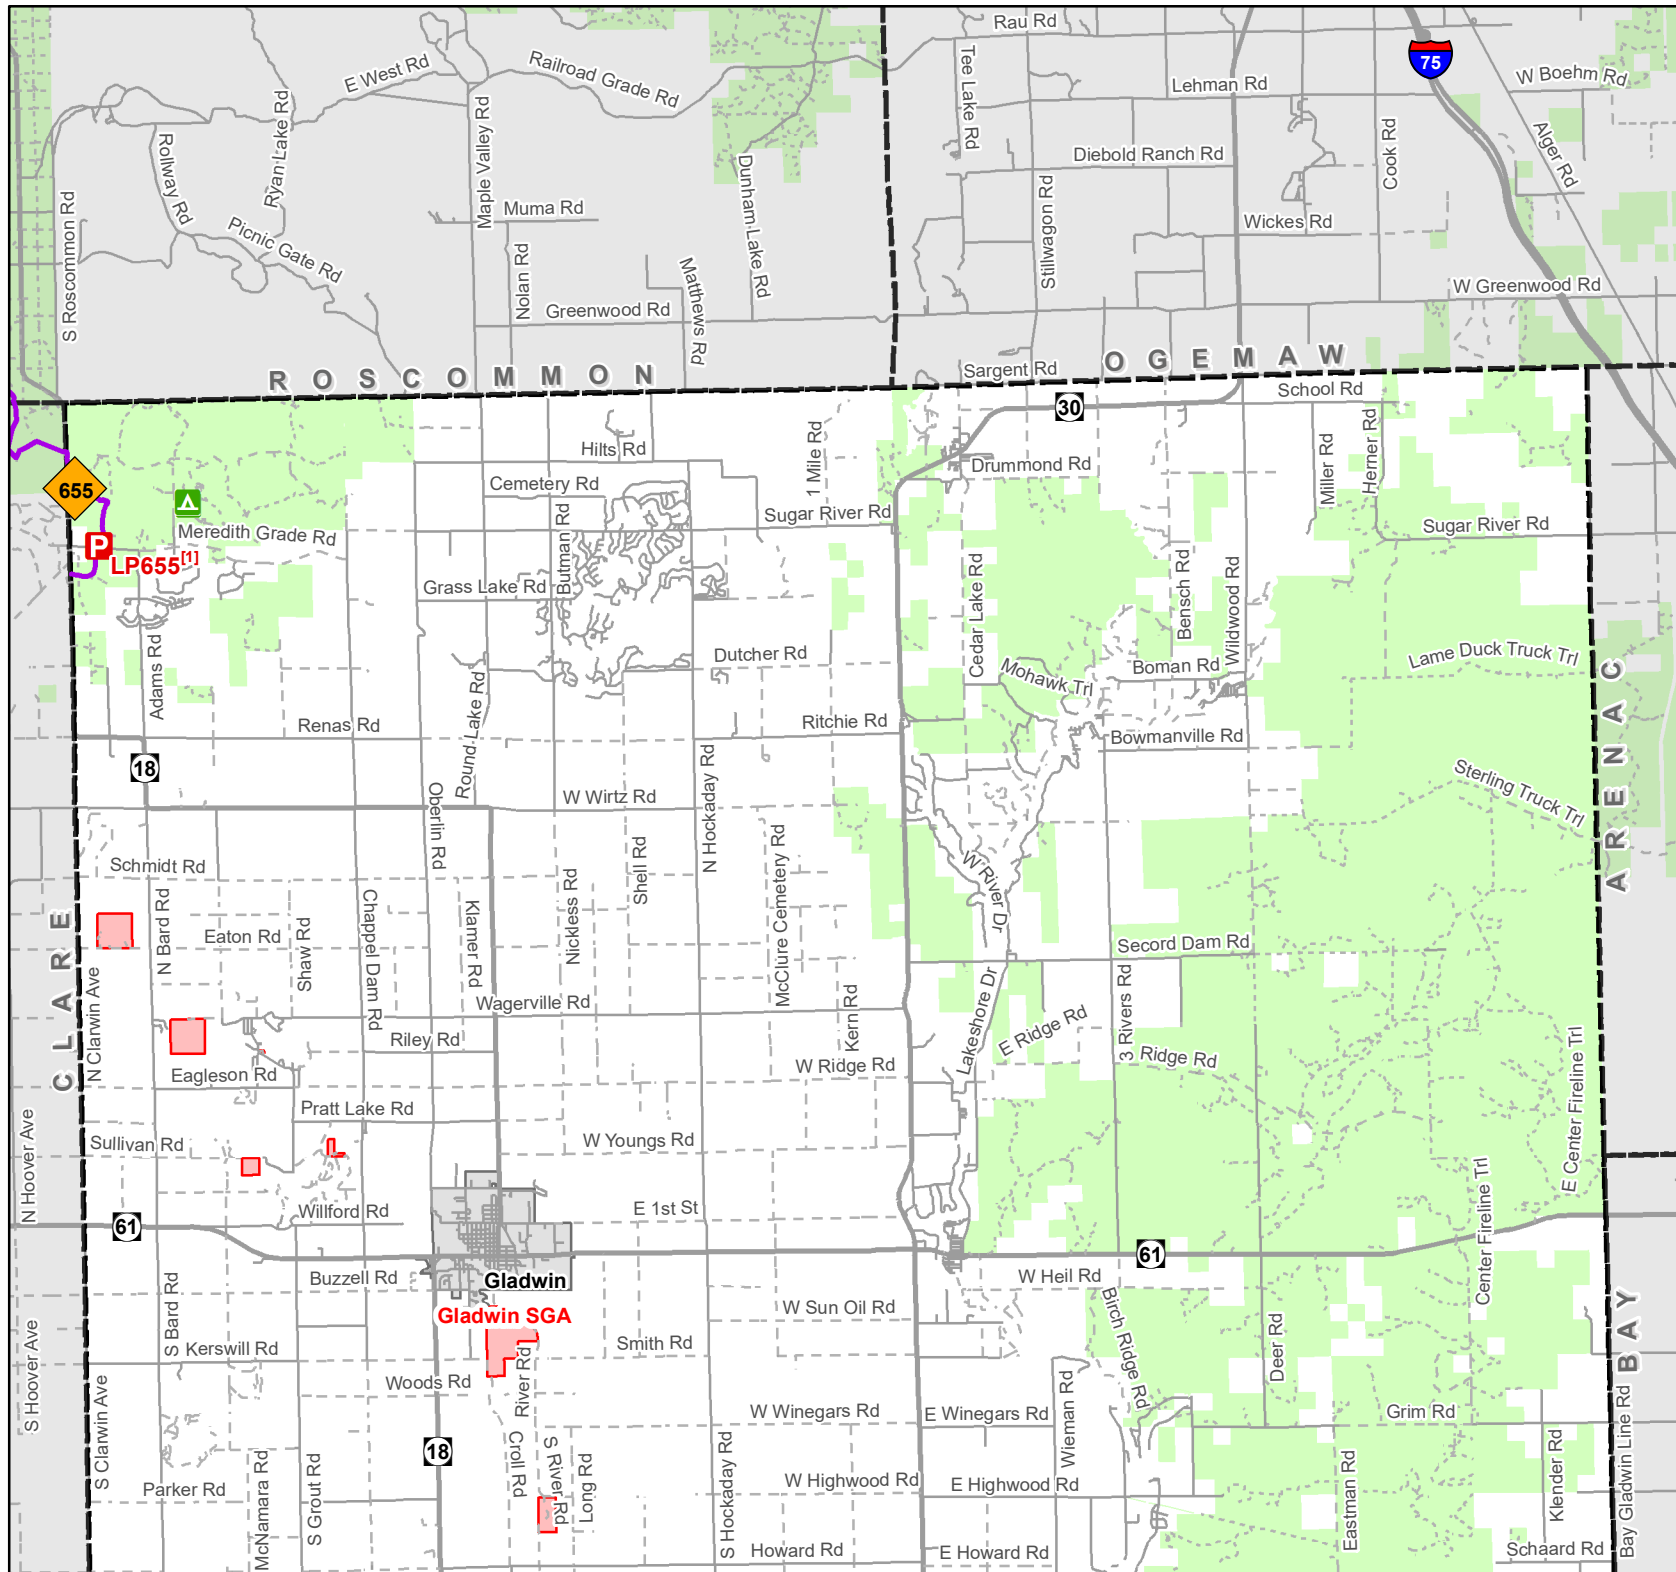 Rau Rd
75
E West Rd
Railroad Grade Rd
Tee Lake Rd
Lehman Rd
W Boehm Rd
Ryan Lake Rd
Maple Valley Rd
Rollway Rd
Cook Rd
Alger Rd
Diebold Ranch Rd
Dunham Lake Rd
Stillwagon Rd
S Roscommon Rd
Muma Rd
Wickes Rd
Picnic Gate Rd
Nolan Rd
Matthews Rd
W Greenwood Rd
Greenwood Rd
ROSCOMMON
OGEMAW
Sargent Rd
School Rd
30
Hilts Rd
1 Mile Rd
Drummond Rd
Miller Rd
Herner Rd
655
Cemetery Rd
Sugar River Rd
Sugar River Rd
Meredith Grade Rd
Butman Rd
P
LP655[1]
Grass Lake Rd
Cedar Lake Rd
Bensch Rd
Wildwood Rd
Adams Rd
Dutcher Rd
Mohawk Trl
Boman Rd
Lame Duck Truck Trl
Round Lake Rd
Renas Rd
Ritchie Rd
Bowmanville Rd
ARENAC
18
N Hockaday Rd
Sterling Truck Trl
Oberlin Rd
W Wirtz Rd
Schmidt Rd
Shell Rd
McClure Cemetery Rd
W River Dr
CLARE
N Bard Rd
Eaton Rd
Shaw Rd
Chappel Dam Rd
Klamer Rd
Nickless Rd
Secord Dam Rd
N Clarwin Ave
Wagerville Rd
Kern Rd
Lakeshore Dr
E Ridge Rd
3 Rivers Rd
Riley Rd
W Ridge Rd
Ridge Rd
Eagleson Rd
E Center Fireline Trl
Pratt Lake Rd
N Hoover Ave
Sullivan Rd
W Youngs Rd
Center Fireline Trl
Willford Rd
E 1st St
61
61
Buzzell Rd
Gladwin
W Heil Rd
Gladwin SGA
W Sun Oil Rd
Birch Ridge Rd
S Bard Rd
S Hoover Ave
Kerswill Rd
Smith Rd
Deer Rd
BAY
River Rd
Woods Rd
S Clarwin Ave
W Winegars Rd
E Winegars Rd
Wieman Rd
Grim Rd
18
Croll Rd
S River Rd
Long Rd
S Hockaday Rd
W Highwood Rd
E Highwood Rd
Parker Rd
McNamara Rd
S Grout Rd
Eastman Rd
Klender Rd
Bay Gladwin Line Rd
Howard Rd
E Howard Rd
Schaard Rd